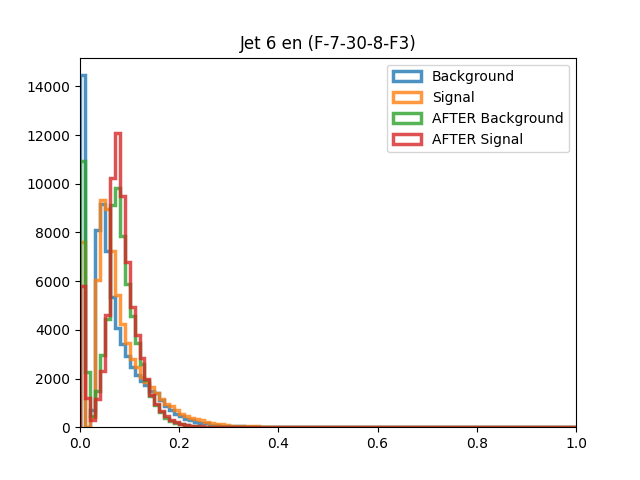 Jet 6 en (F-7-30-8-F3)
Background
Signal
AFTER Background
AFTER Signal
14000
12000
10000
8000
6000
4000
2000
0
0.0 0.2 0.4 0.6 0.8 1.0